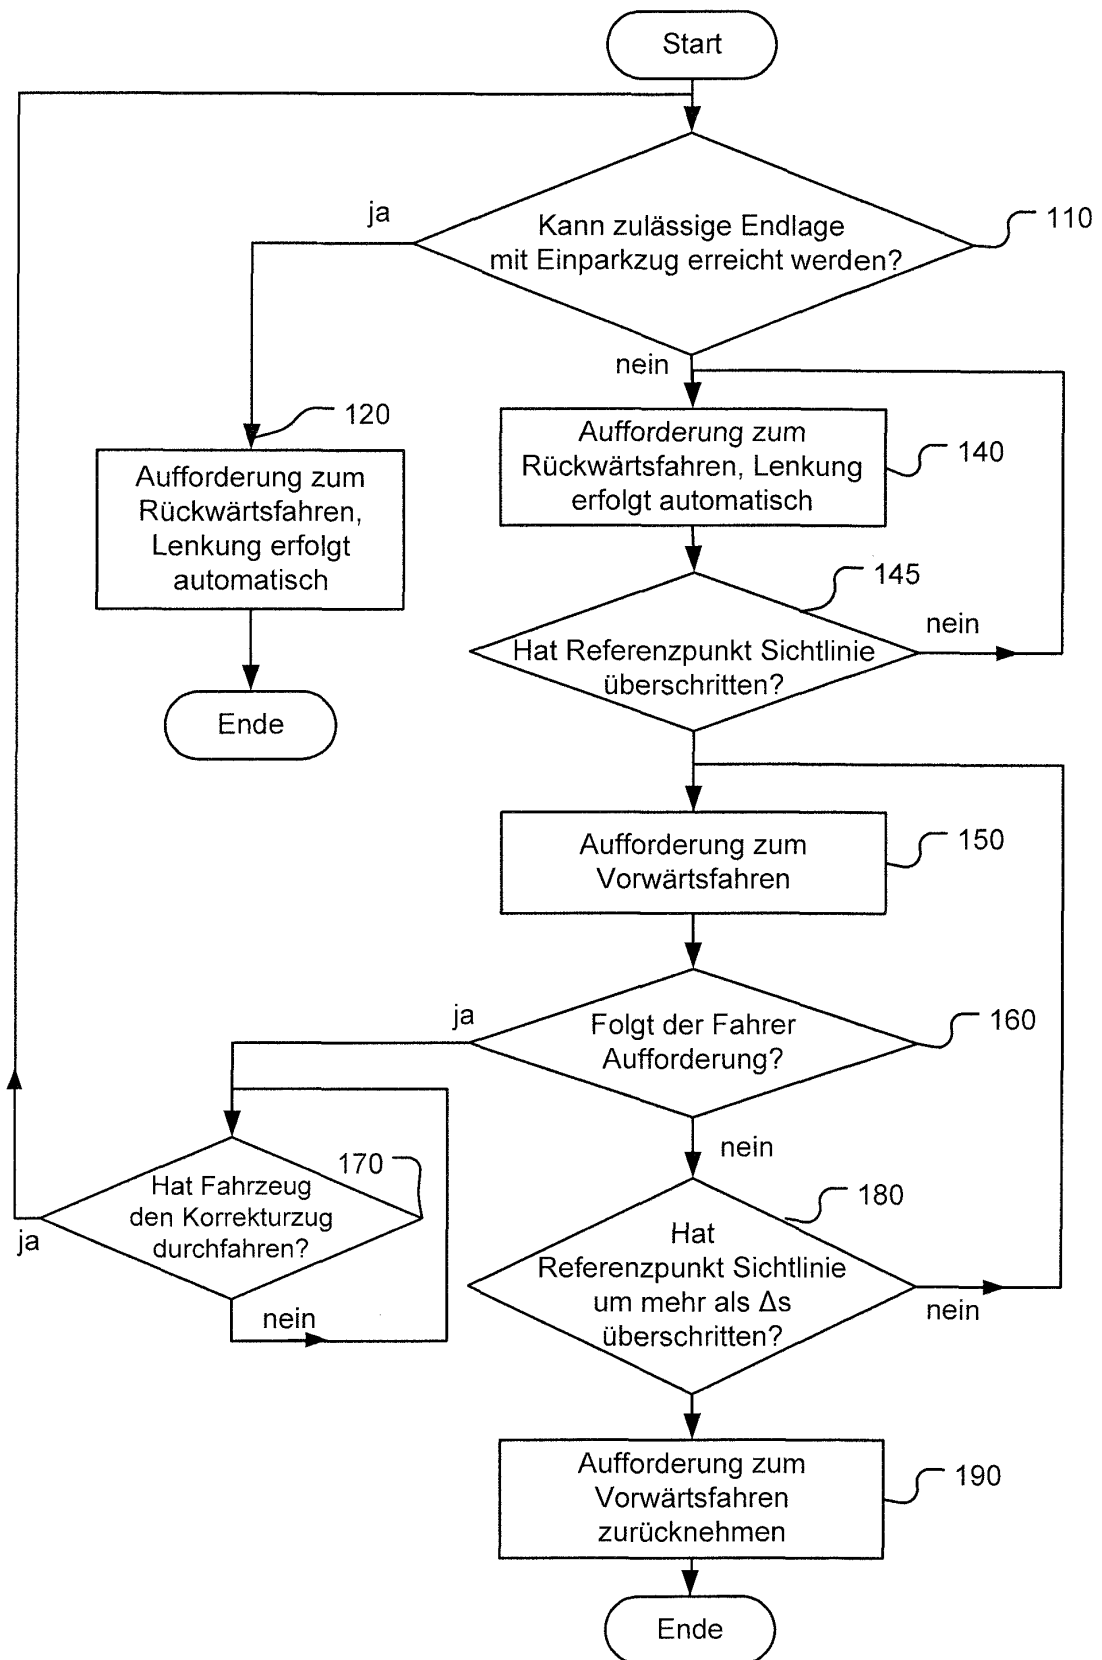 Start
ja
Kann zulässige Endlage
mit Einparkzug erreicht werden?
110
nein
120
Aufforderung zum
Rückwärtsfahren,
Lenkung erfolgt
automatisch
Ende
Aufforderung zum
Rückwärtsfahren, Lenkung
erfolgt automatisch
140
145
Hat Referenzpunkt Sichtlinie
überschritten?
nein
Aufforderung zum
Vorwärtsfahren
150
ja
Folgt der Fahrer
Aufforderung?
160
nein
170
Hat Fahrzeug
den Korrekturzug
durchfahren?
ja
nein
180
Hat
Referenzpunkt Sichtlinie
um mehr als Δs
überschritten?
nein
Aufforderung zum
Vorwärtsfahren
zurücknehmen
190
Ende